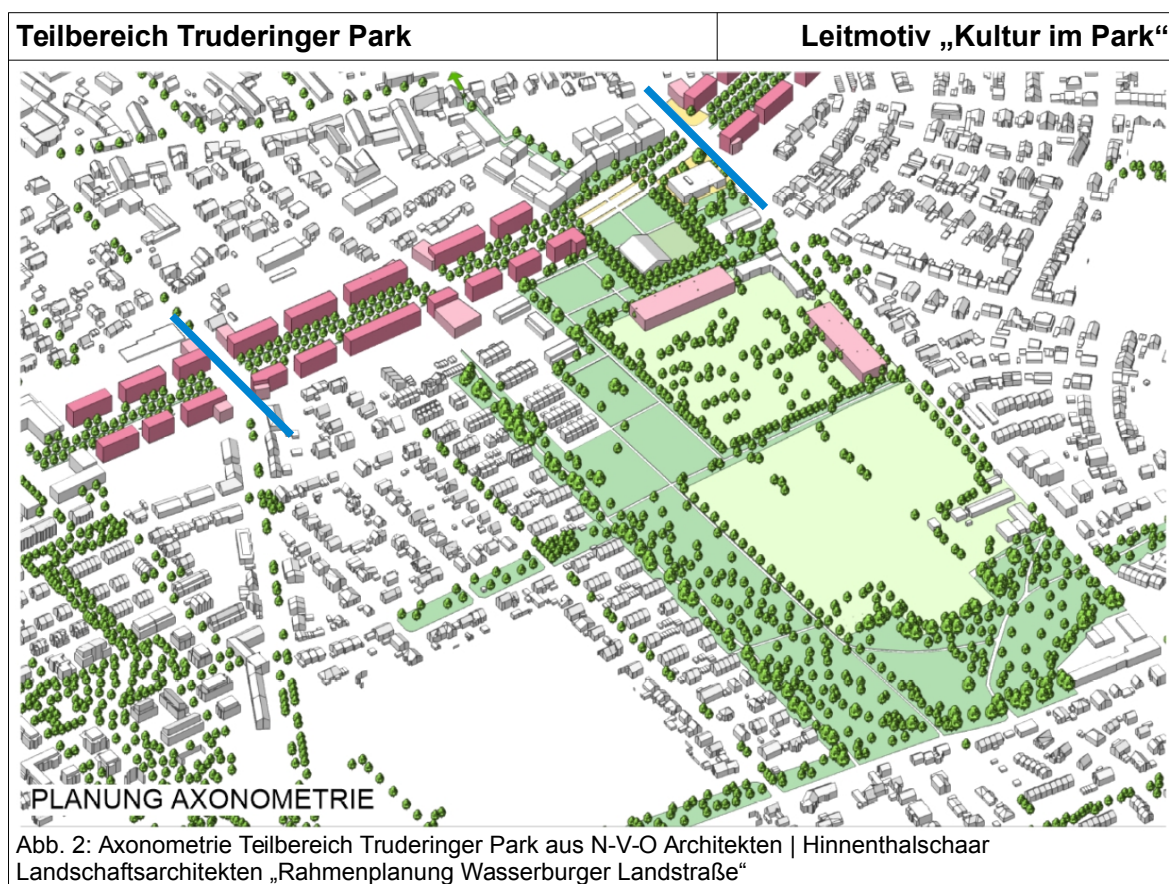 Teilbereich Truderinger Park
Leitmotiv „Kultur im Park“
PLANUNG AXONOMETRIE
Abb. 2: Axonometrie Teilbereich Truderinger Park aus N-V-O Architekten | Hinnenthalschaar
Landschaftsarchitekten „Rahmenplanung Wasserburger Landstraße“